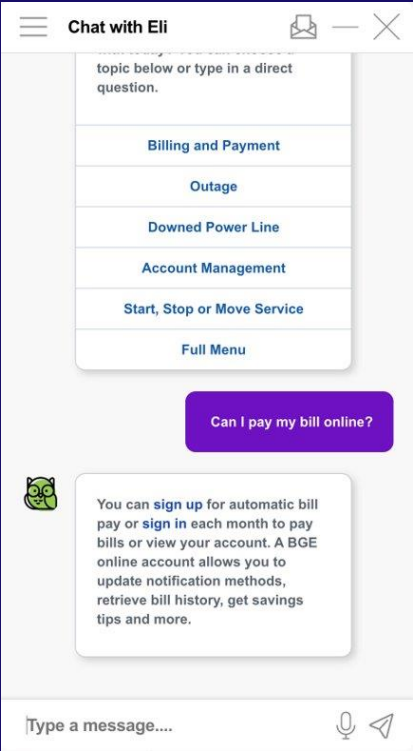 Chat with Eli
topic below or type in a direct
question.
Billing and Payment
Outage
Downed Power Line
Account Management
Start, Stop or Move Service
Full Menu
Can I pay my bill online?
You can sign up for automatic bill
pay or sign in each month to pay
bills or view your account. A BGE
online account allows you to
update notification methods,
retrieve bill history, get savings
tips and more.
Type a message....